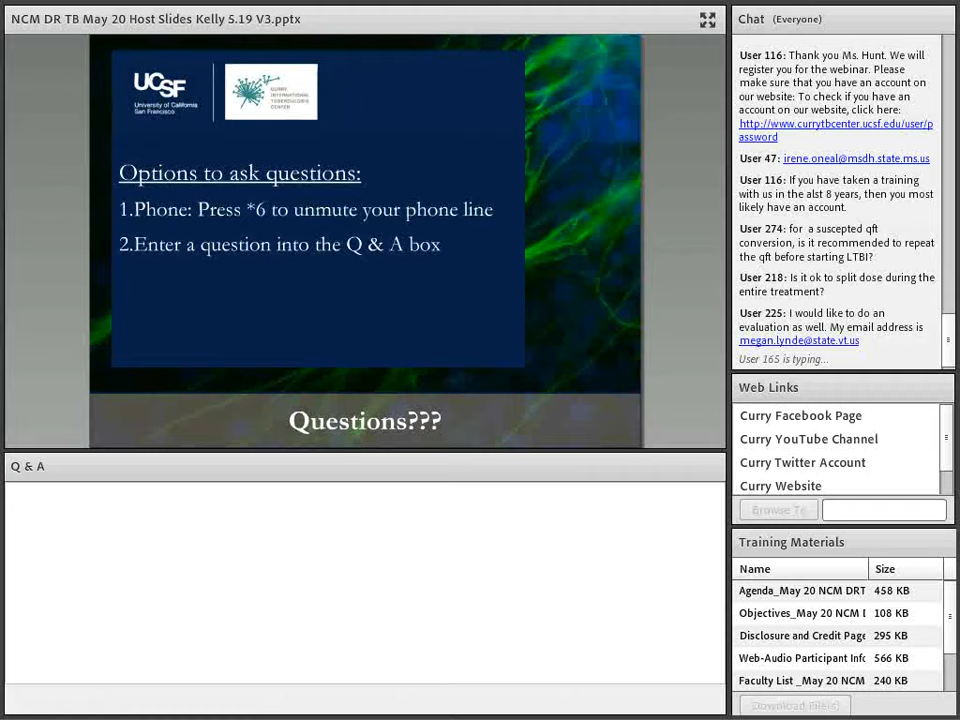 NCM DR TB May 20 Host Slides Kelly 5.19 V3.pptx
UCSF
University of California
San Francisco
CURRY
INTERNATIONAL
TUBERCULOSIS
CENTER
Options to ask questions:
1.Phone: Press *6 to unmute your phone line
2.Enter a question into the Q & A box
Questions???
Q & A
Chat (Everyone)
User 116: Thank you Ms. Hunt. We will
register you for the webinar. Please
make sure that you have an account on
our website: To check if you have an
account on our website, click here:
http://www.currytbcenter.ucsf.edu/user/p
assword
User 47: irene.oneal@msdh.state.ms.us
User 116: If you have taken a training
with us in the alst 8 years, then you most
likely have an account.
User 274: for a suscepted qft
conversion, is it recommended to repeat
the qft before starting LTBI?
User 218: Is it ok to split dose during the
entire treatment?
User 225: I would like to do an
evaluation as well. My email address is
megan.lynde@state.vt.us
User 165 is typing...
Web Links
Curry Facebook Page
Curry YouTube Channel
Curry Twitter Account
Curry Website
Browse To
Training Materials
Name Size
Agenda_May 20 NCM DRT 458 KB
Objectives_May 20 NCM D 108 KB
Disclosure and Credit Page 295 KB
Web-Audio Participant Info 566 KB
Faculty List _May 20 NCM 240 KB
Download File(s)